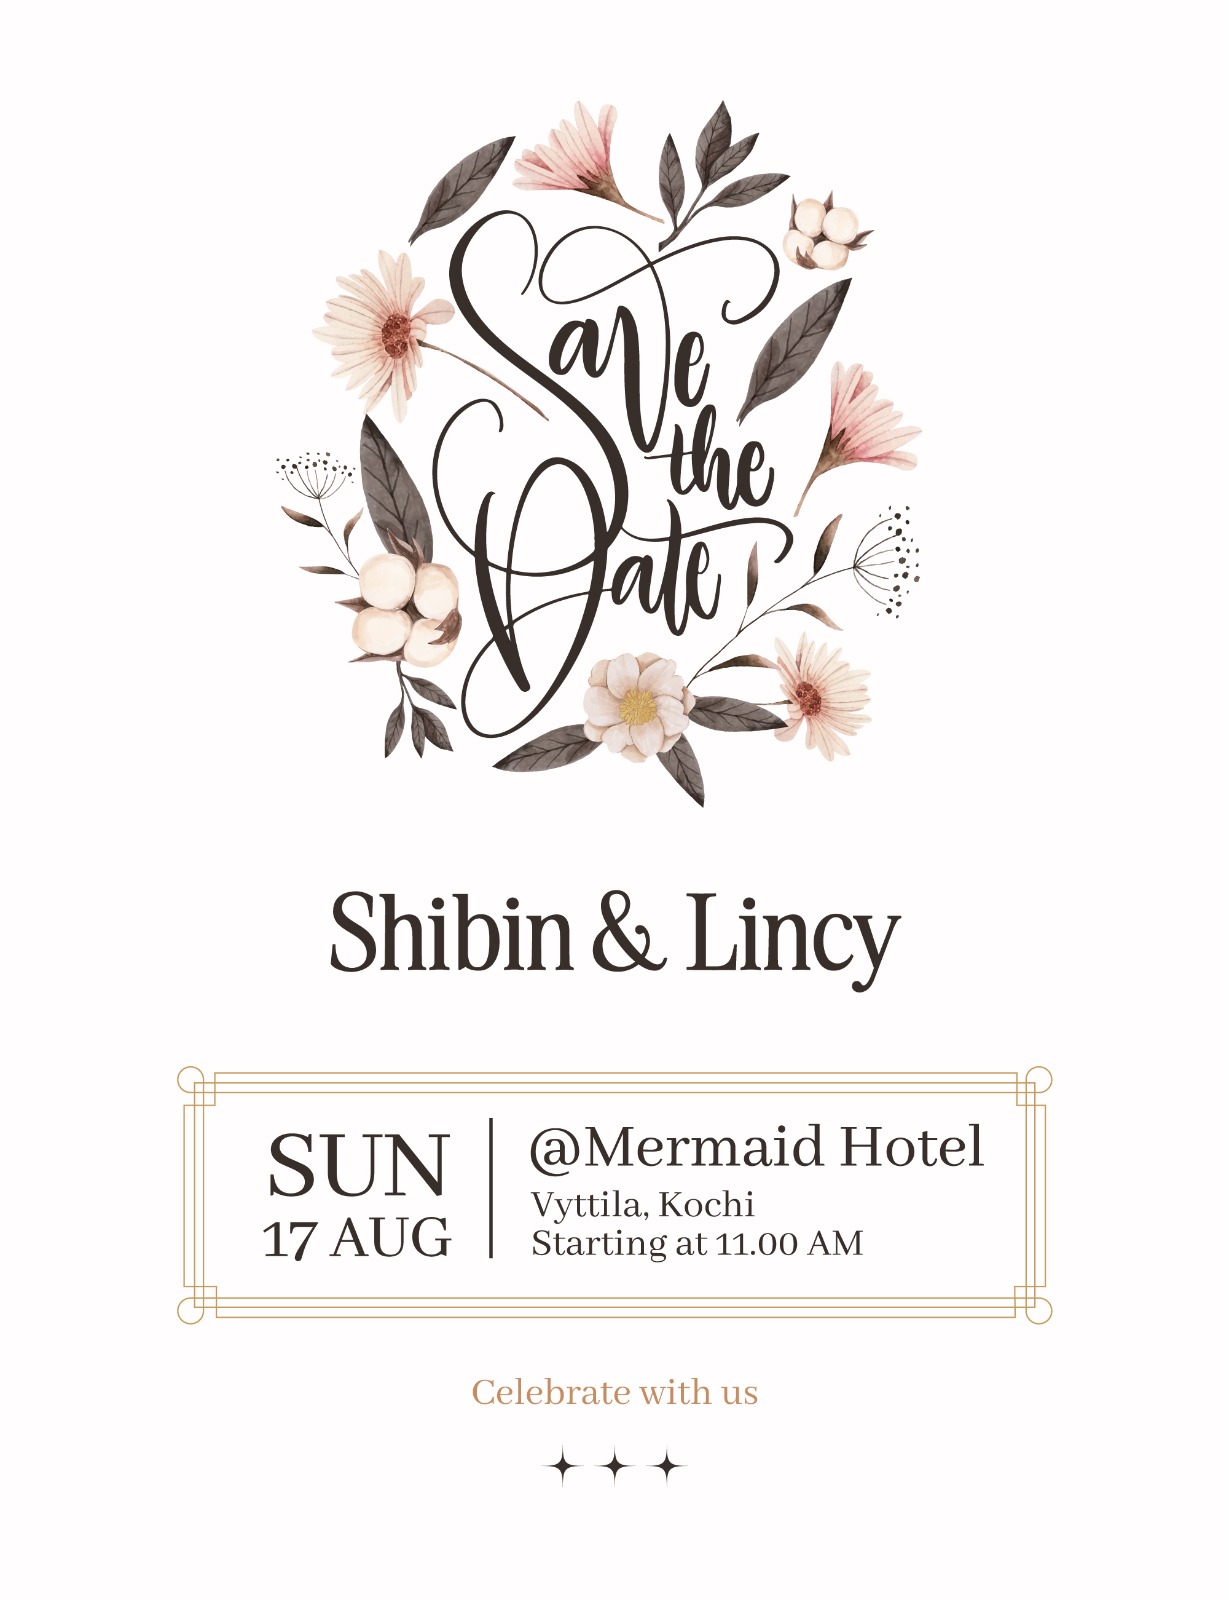 Save
the
Date
Shibin & Lincy
SUN
17 AUG
@Mermaid Hotel
Vyttila, Kochi
Starting at 11.00 AM
Celebrate with us